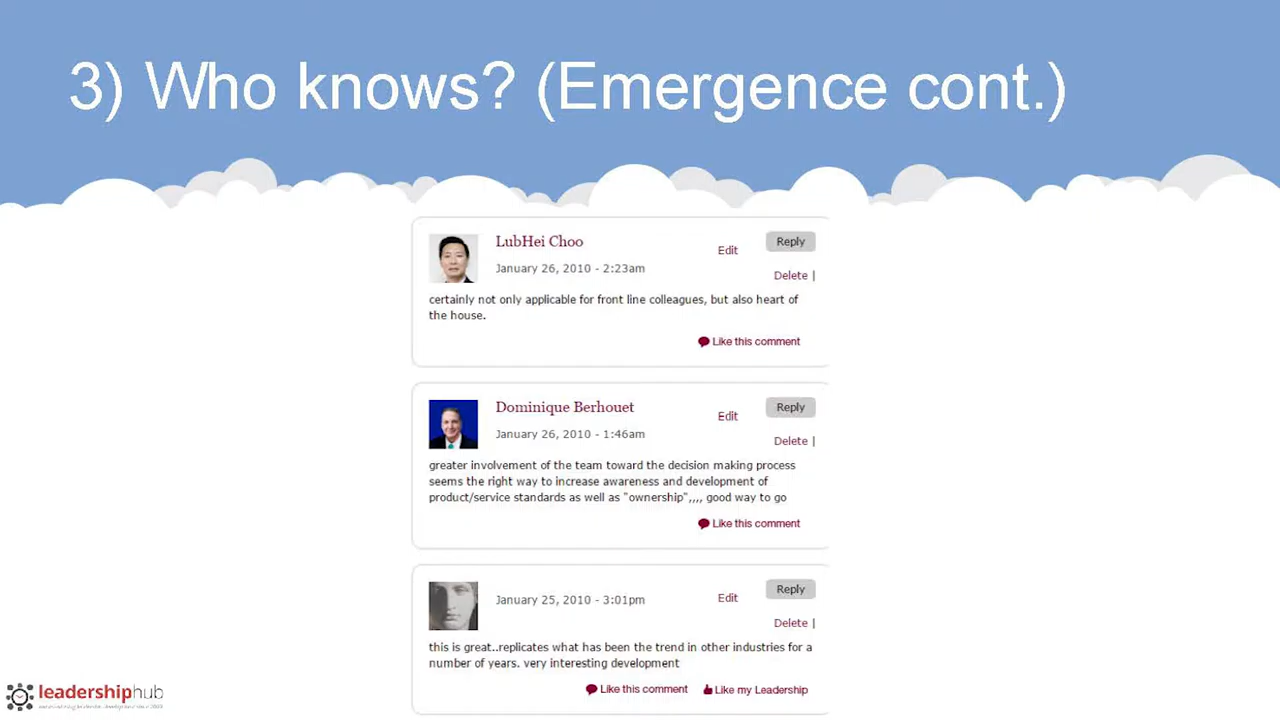 3) Who knows? (Emergence cont.)
LubHei Choo
Edit
Reply
January 26, 2010 - 2:23am
Delete |
certainly not only applicable for front line colleagues, but also heart of
the house.
Like this comment
Dominique Berhouet
Edit
Reply
January 26, 2010 - 1:46am
Delete |
greater involvement of the team toward the decision making process
seems the right way to increase awareness and development of
product/service standards as well as "ownership",,,, good way to go
Like this comment
January 25, 2010 - 3:01pm
Edit
Reply
Delete |
this is great..replicates what has been the trend in other industries for a
number of years. very interesting development
Like this comment
Like my Leadership
leadershiphub